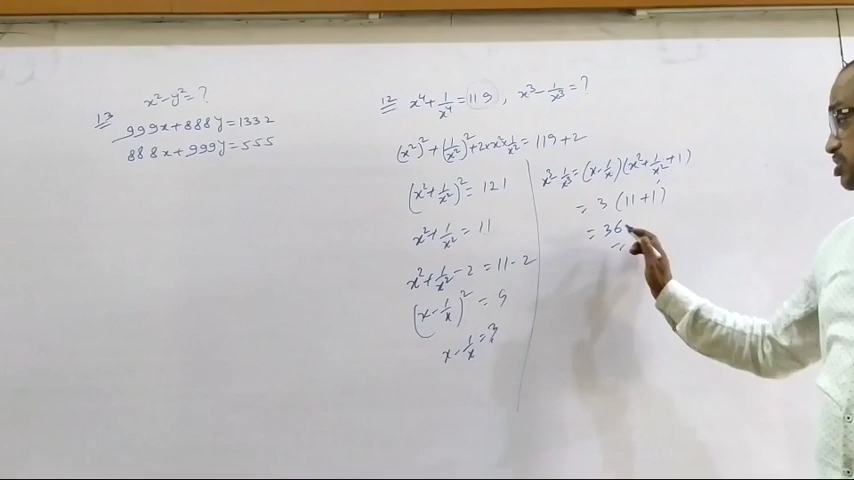 13 x² - y² = ?
999x + 888y = 1332
888x + 999y = 555
12 x⁴ + 1/x⁴ = 119, x³ - 1/x³ = ?
(x²)² + (1/x²)² + 2×x²×1/x² = 119 + 2
(x² + 1/x²)² = 121
x² + 1/x² = 11
x² + 1/x² - 2 = 11 - 2
(x - 1/x)² = 9
x - 1/x = 3
x³ - 1/x³ = (x - 1/x)(x² + 1/x² + 1)
= 3 (11 + 1)
= 36